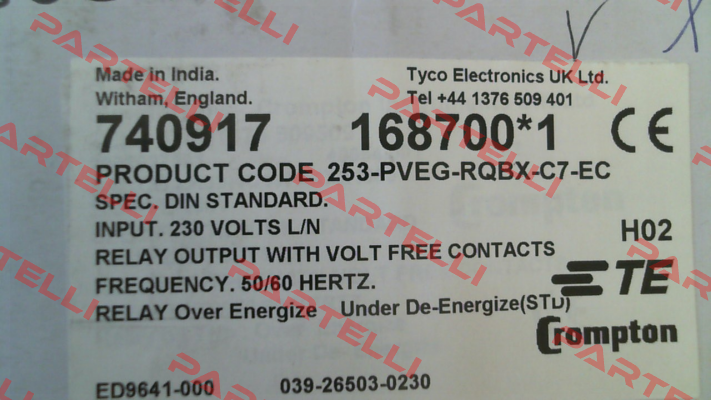 Made in India. Tyco Electronics UK Ltd.
Witham, England. Tel +44 1376 509 401
740917 168700*1 CE
PRODUCT CODE 253-PVEG-RQBX-C7-EC
SPEC. DIN STANDARD.
INPUT. 230 VOLTS L/N H02
RELAY OUTPUT WITH VOLT FREE CONTACTS
FREQUENCY. 50/60 HERTZ. TE
RELAY Over Energize Under De-Energize(STD)
Crompton
ED9641-000 039-26503-0230
PARTELLI